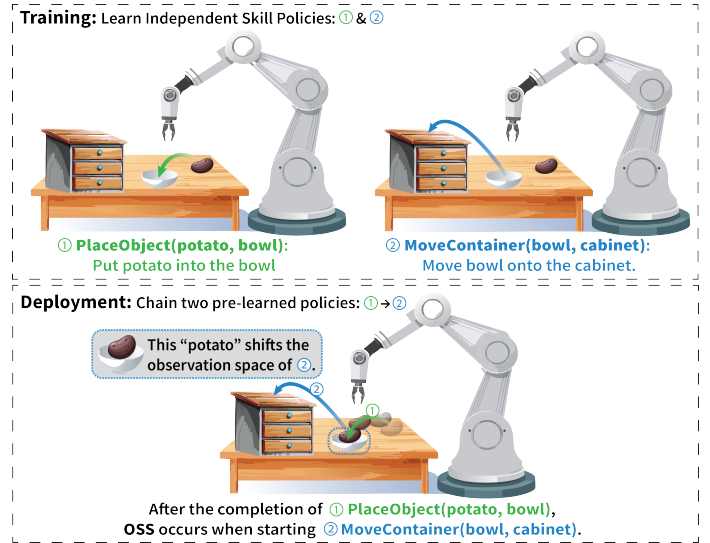 Training: Learn Independent Skill Policies: ① & ②
① PlaceObject(potato, bowl):
Put potato into the bowl
② MoveContainer(bowl, cabinet):
Move bowl onto the cabinet.
Deployment: Chain two pre-learned policies: ①→②
This “potato” shifts the
observation space of ②.
②
①
After the completion of ① PlaceObject(potato, bowl),
OSS occurs when starting ② MoveContainer(bowl, cabinet).